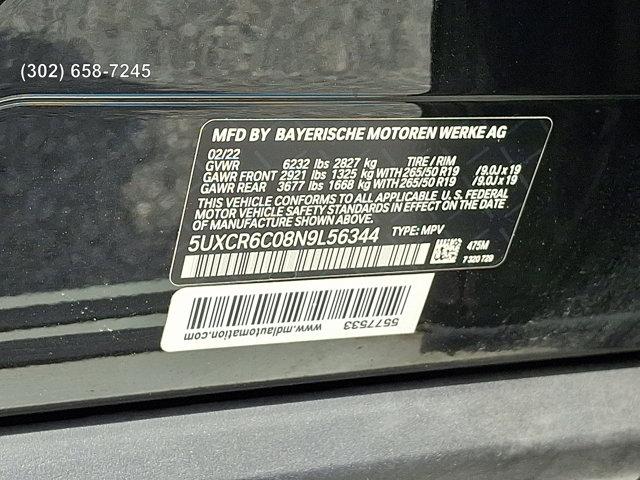 (302) 658-7245
MFD BY BAYERISCHE MOTOREN WERKE AG
02/22
GVWR 6232 lbs 2827 kg TIRE / RIM
GAWR FRONT 2921 lbs 1325 kg WITH 265/50 R19 / 9.0J x 19
GAWR REAR 3677 lbs 1668 kg WITH 265/50 R19 / 9.0J x 19
THIS VEHICLE CONFORMS TO ALL APPLICABLE U. S. FEDERAL
MOTOR VEHICLE SAFETY STANDARDS IN EFFECT ON THE DATE
OF MANUFACTURE SHOWN ABOVE.
5UXCR6C08N9L56344 TYPE: MPV
475M
7 320 729
5577533
www.mdlautomation.com